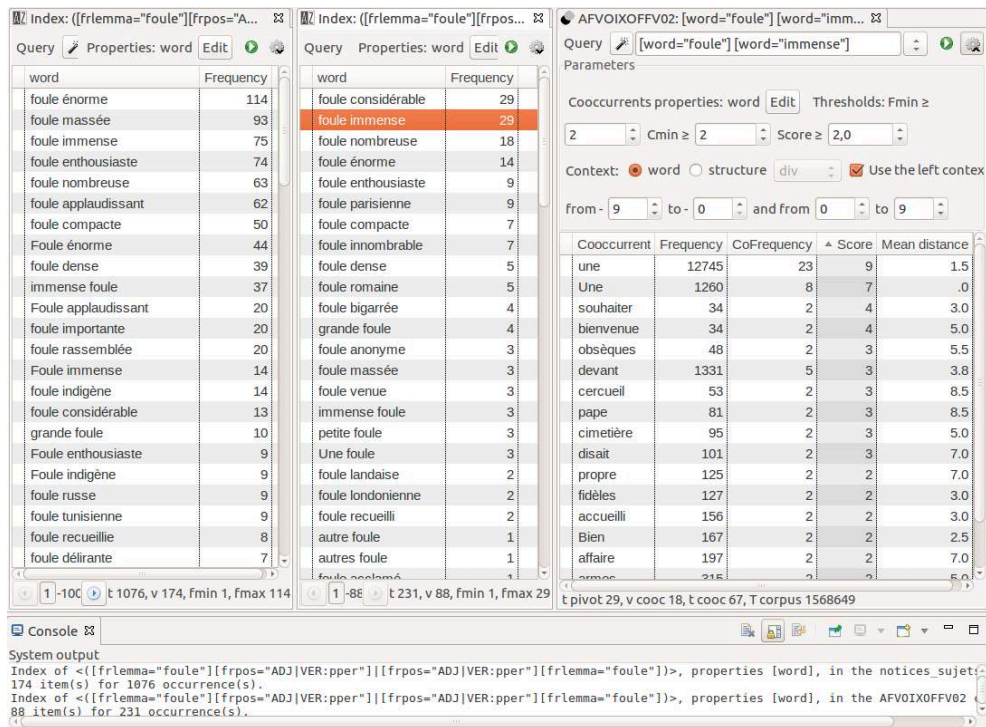 Index: ([frlemma="foule"][frpos="A...
Query Properties: word Edit
word Frequency
foule énorme 114
foule massée 93
foule immense 75
foule enthousiaste 74
foule nombreuse 63
foule applaudissant 62
foule compacte 50
Foule énorme 44
foule dense 39
immense foule 37
Foule applaudissant 20
foule importante 20
foule rassemblée 20
Foule immense 14
foule indigène 14
foule considérable 13
grande foule 10
Foule enthousiaste 9
Foule indigène 9
foule russe 9
foule tunisienne 9
foule recueillie 8
foule délirante 7
1 -100 t 1076, v 174, fmin 1, fmax 114
Index: ([frlemma="foule"][frpos...
Query Properties: word Edit
word Frequency
foule considérable 29
foule immense 29
foule nombreuse 18
foule énorme 14
foule enthousiaste 9
foule parisienne 9
foule compacte 7
foule innombrable 7
foule dense 5
foule romaine 5
foule bigarrée 4
grande foule 4
foule anonyme 3
foule massée 3
foule venue 3
immense foule 3
petite foule 3
Une foule 3
foule landaise 2
foule londonienne 2
foule recueilli 2
autre foule 1
autres foule 1
foule acclamé 1
1 -88 t 231, v 88, fmin 1, fmax 29
AFVOIXOFFV02: [word="foule"] [word="imm...
Query [word="foule"] [word="immense"]
Parameters
Cooccurrents properties: word Edit Thresholds: Fmin ≥
2 Cmin ≥ 2 Score ≥ 2,0
Context: word structure div Use the left contex
from - 9 to - 0 and from 0 to 9
Cooccurrent Frequency CoFrequency Score Mean distance
une 12745 23 9 1.5
Une 1260 8 7 .0
souhaiter 34 2 4 3.0
bienvenue 34 2 4 5.0
obsèques 48 2 3 5.5
devant 1331 5 3 3.8
cercueil 53 2 3 8.5
pape 81 2 3 8.5
cimetière 95 2 3 5.0
disait 101 2 3 7.0
propre 125 2 2 7.0
fidèles 127 2 2 3.0
accueilli 156 2 2 3.0
Bien 167 2 2 2.5
affaire 197 2 2 7.0
armes 315 2 2 5.0
t pivot 29, v cooc 18, t cooc 67, T corpus 1568649
Console
System output
Index of <([frlemma="foule"][frpos="ADJ|VER:pper"]|[frpos="ADJ|VER:pper"][frlemma="foule"])>, properties [word], in the notices_sujets
174 item(s) for 1076 occurrence(s).
Index of <([frlemma="foule"][frpos="ADJ|VER:pper"]|[frpos="ADJ|VER:pper"][frlemma="foule"])>, properties [word], in the AFVOIXOFFV02
88 item(s) for 231 occurrence(s).